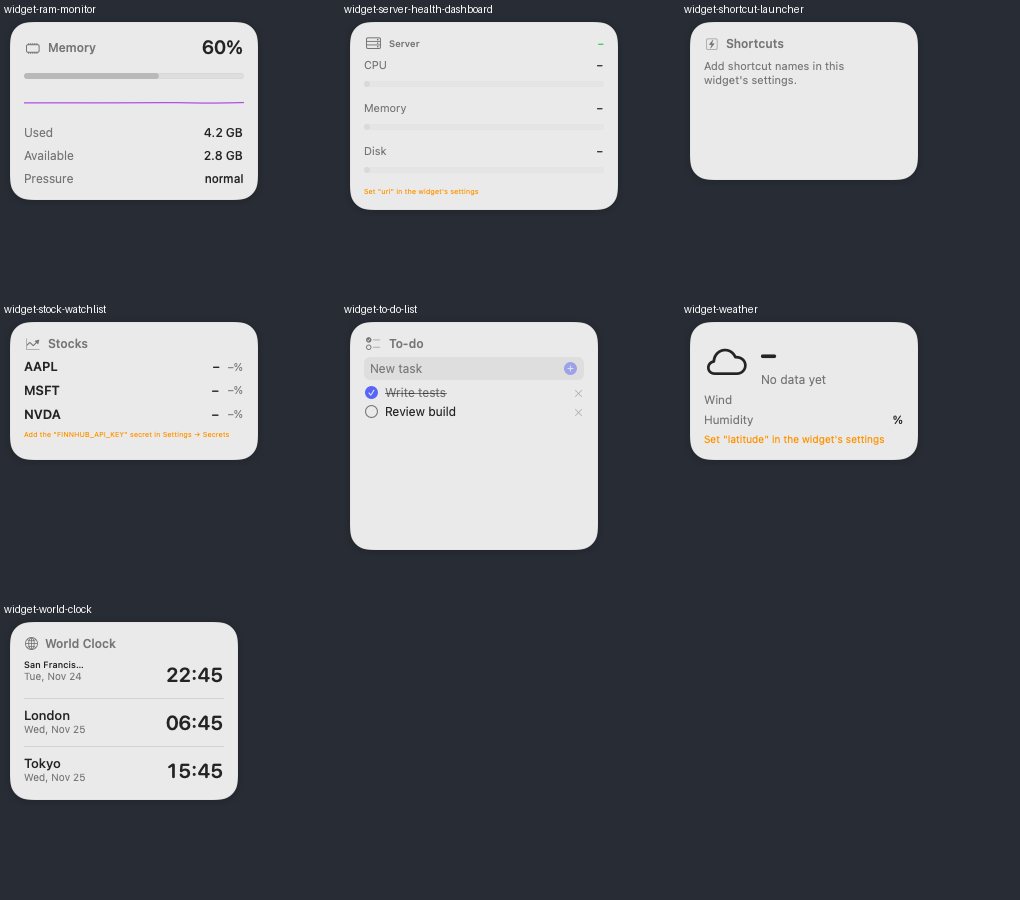 widget-ram-monitor
Memory 60%
Used 4.2 GB
Available 2.8 GB
Pressure normal
widget-server-health-dashboard
Server –
CPU –
Memory –
Disk –
Set "url" in the widget's settings
widget-shortcut-launcher
Shortcuts
Add shortcut names in this
widget's settings.
widget-stock-watchlist
Stocks
AAPL – –%
MSFT – –%
NVDA – –%
Add the "FINNHUB_API_KEY" secret in Settings → Secrets
widget-to-do-list
To-do
New task
Write tests
Review build
widget-weather
–
No data yet
Wind
Humidity %
Set "latitude" in the widget's settings
widget-world-clock
World Clock
San Francis... 22:45
Tue, Nov 24
London 06:45
Wed, Nov 25
Tokyo 15:45
Wed, Nov 25